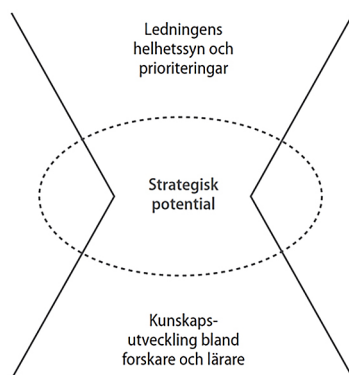 Ledningens
helhetssyn och
prioriteringar
Strategisk
potential
Kunskaps-
utveckling bland
forskare och lärare